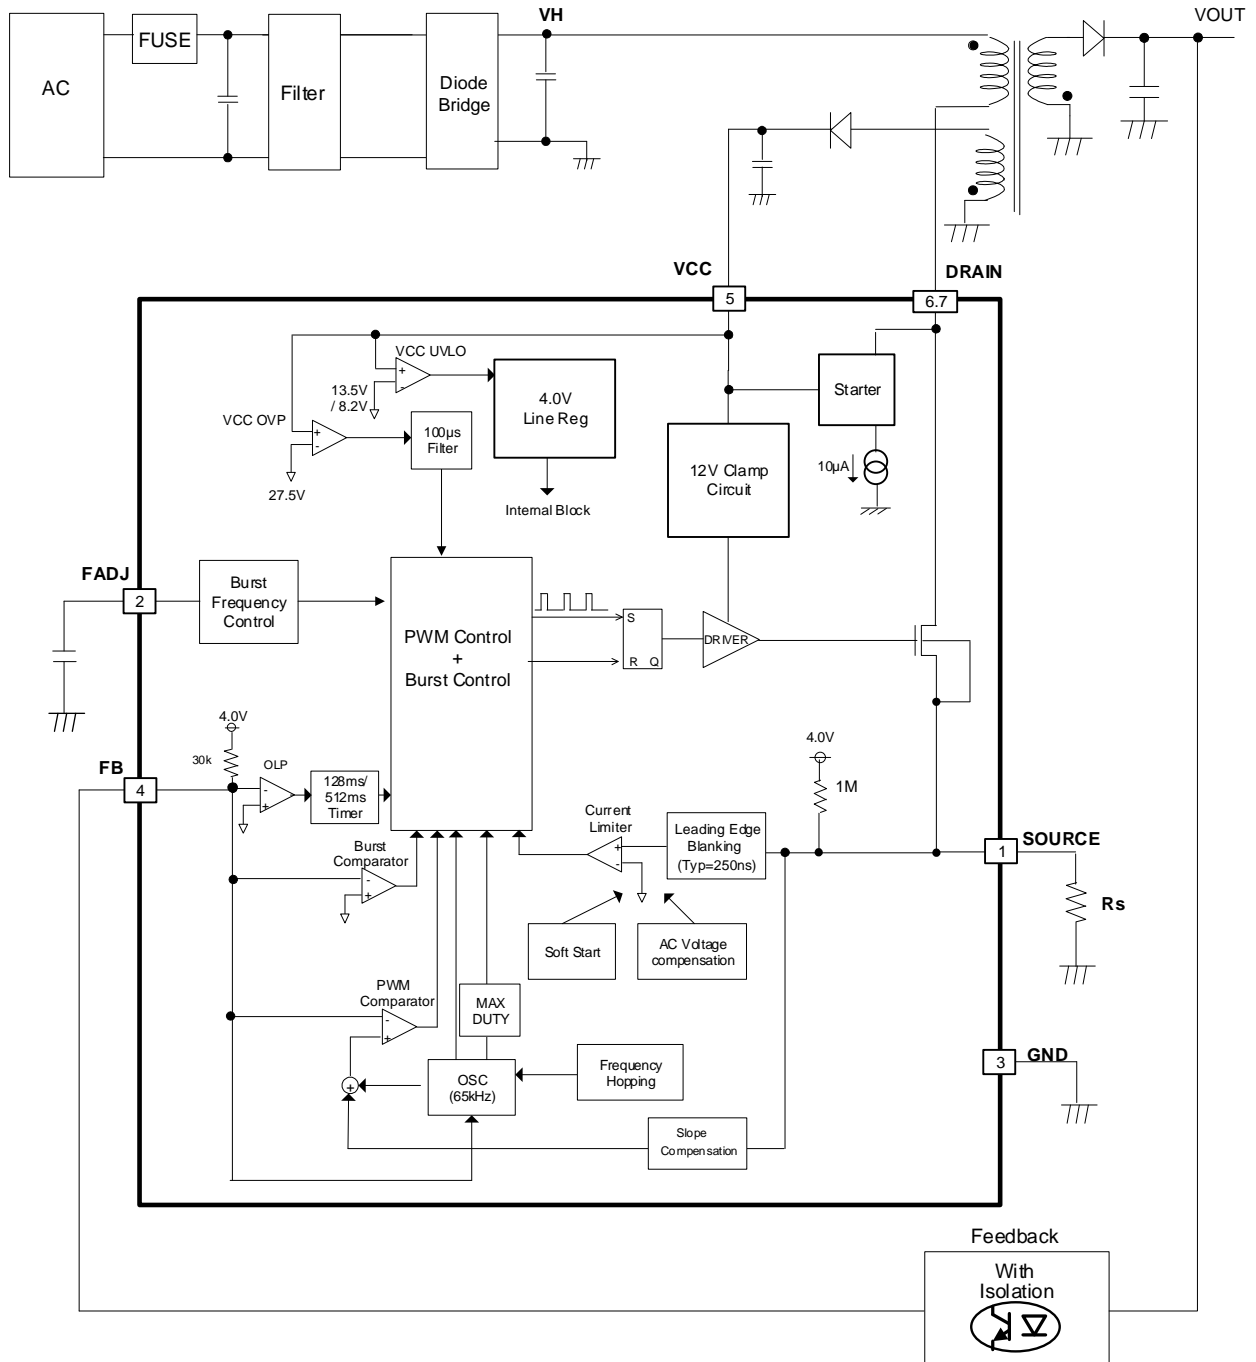 VH
VOUT
FUSE
AC
Filter
Diode
Bridge
VCC
DRAIN
5
6.7
VCC UVLO
+
-
13.5V
/ 8.2V
4.0V
Line Reg
Starter
VCC OVP
+
-
100μs
Filter
27.5V
Internal Block
12V Clamp
Circuit
10μA
FADJ
2
Burst
Frequency
Control
PWM Control
+
Burst Control
S
R Q
DRIVER
4.0V
30k
FB
4
OLP
-
+
128ms/
512ms
Timer
4.0V
1M
Current
Limiter
+
-
Leading Edge
Blanking
(Typ=250ns)
SOURCE
1
Rs
Burst
Comparator
-
+
Soft Start
AC Voltage
compensation
PWM
Comparator
-
+
MAX
DUTY
+
OSC
(65kHz)
Frequency
Hopping
GND
3
Slope
Compensation
Feedback
With
Isolation